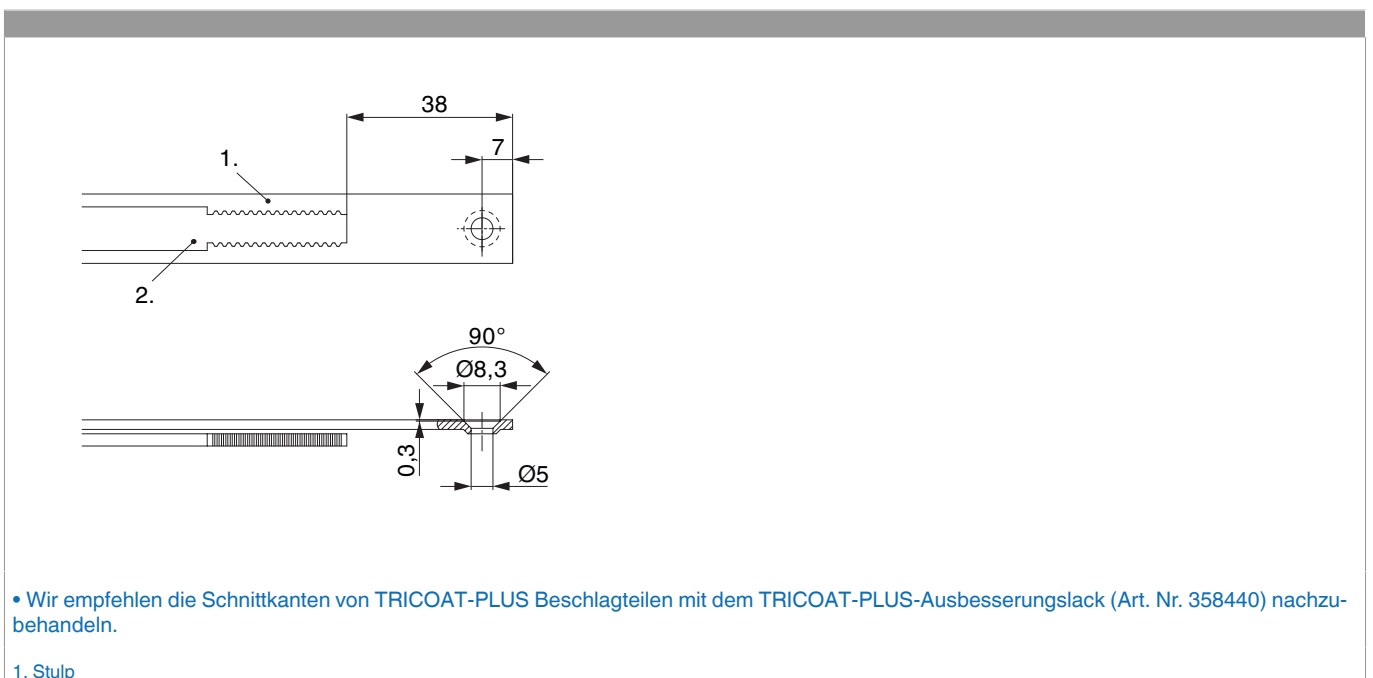 38
7
1.
2.
90°
Ø8,3
0,3
Ø5
• Wir empfehlen die Schnittkanten von TRICOAT-PLUS Beschlagteilen mit dem TRICOAT-PLUS-Ausbesserungslack (Art. Nr. 358440) nachzu-
behandeln.
1. Stulp